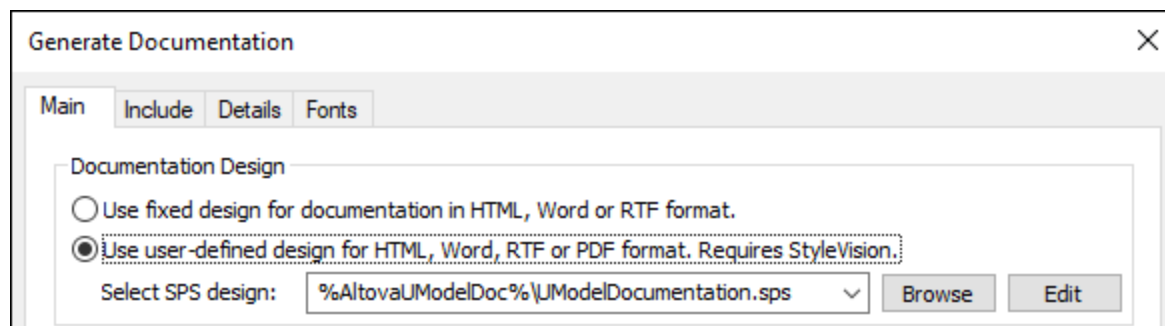 Generate Documentation
Main Include Details Fonts
Documentation Design
Use fixed design for documentation in HTML, Word or RTF format.
Use user-defined design for HTML, Word, RTF or PDF format. Requires StyleVision.
Select SPS design: %AltovaUModelDoc%\UModelDocumentation.sps Browse Edit